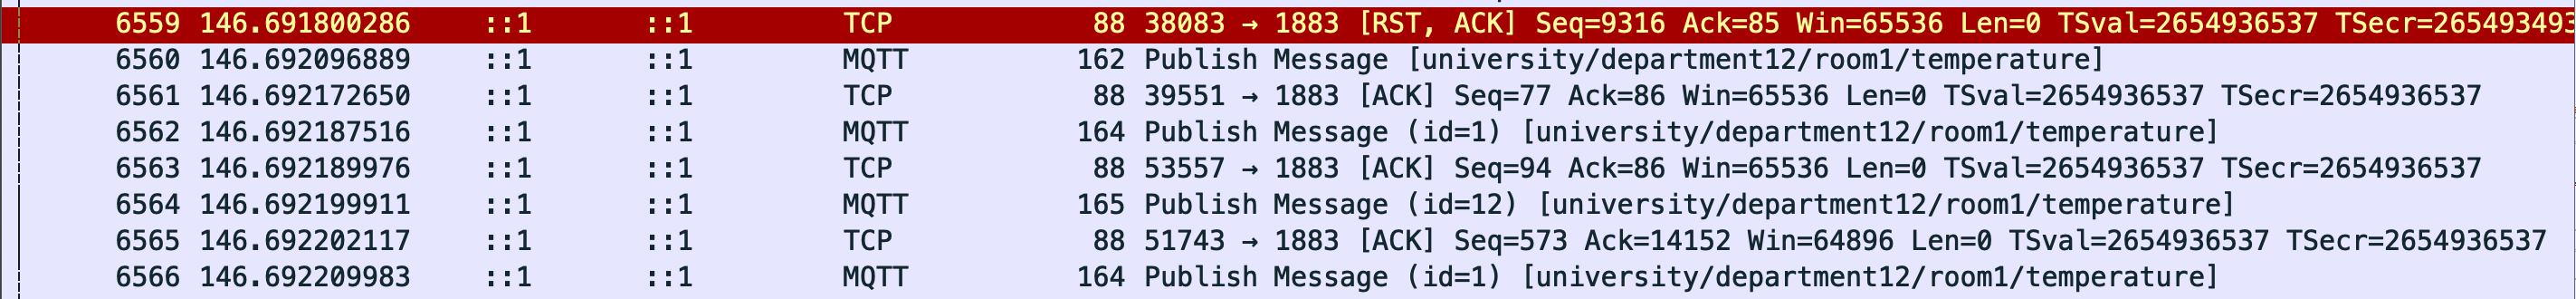 6559 146.691800286 ::1 ::1 TCP 88 38083 → 1883 [RST, ACK] Seq=9316 Ack=85 Win=65536 Len=0 TSval=2654936537 TSecr=265493493
6560 146.692096889 ::1 ::1 MQTT 162 Publish Message [university/department12/room1/temperature]
6561 146.692172650 ::1 ::1 TCP 88 39551 → 1883 [ACK] Seq=77 Ack=86 Win=65536 Len=0 TSval=2654936537 TSecr=2654936537
6562 146.692187516 ::1 ::1 MQTT 164 Publish Message (id=1) [university/department12/room1/temperature]
6563 146.692189976 ::1 ::1 TCP 88 53557 → 1883 [ACK] Seq=94 Ack=86 Win=65536 Len=0 TSval=2654936537 TSecr=2654936537
6564 146.692199911 ::1 ::1 MQTT 165 Publish Message (id=12) [university/department12/room1/temperature]
6565 146.692202117 ::1 ::1 TCP 88 51743 → 1883 [ACK] Seq=573 Ack=14152 Win=64896 Len=0 TSval=2654936537 TSecr=2654936537
6566 146.692209983 ::1 ::1 MQTT 164 Publish Message (id=1) [university/department12/room1/temperature]